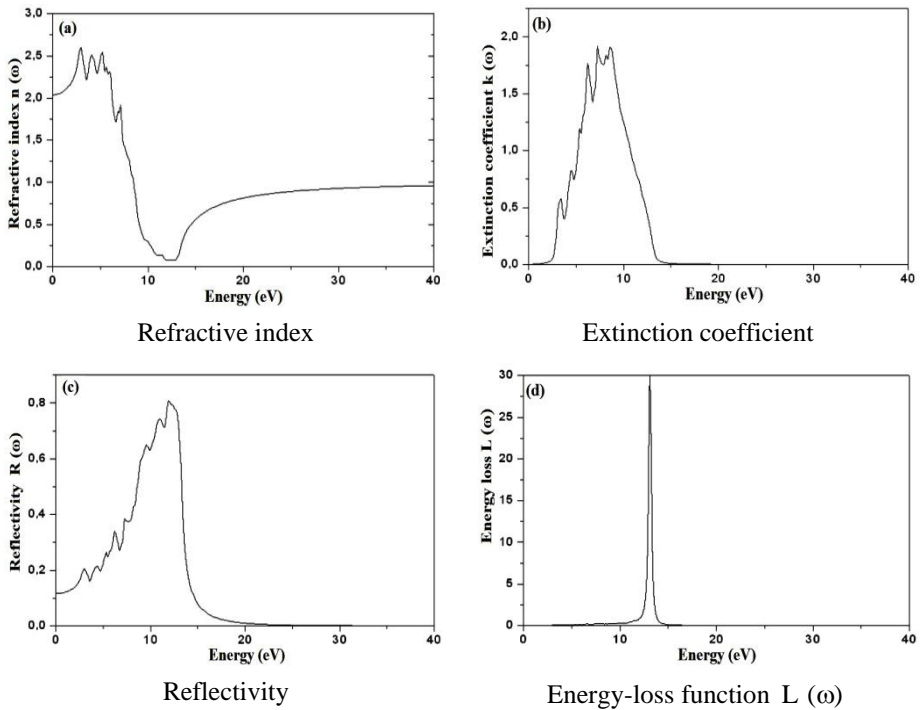 (a)
Refractive index n (ω)
3.0
2.5
2.0
1.5
1.0
0.5
0.0
0 10 20 30 40
Energy (eV)
Refractive index
(b)
Extinction coefficient k (ω)
2.0
1.5
1.0
0.5
0.0
0 5 10 15 20 30 40
Energy (eV)
Extinction coefficient
(c)
Reflectivity R (ω)
0,8
0,6
0,4
0,2
0,0
0 10 20 30 40
Energy (eV)
Reflectivity
(d)
Energy loss L (ω)
30
25
20
15
10
5
0
0 10 20 30 40
Energy (eV)
Energy-loss function L (ω)